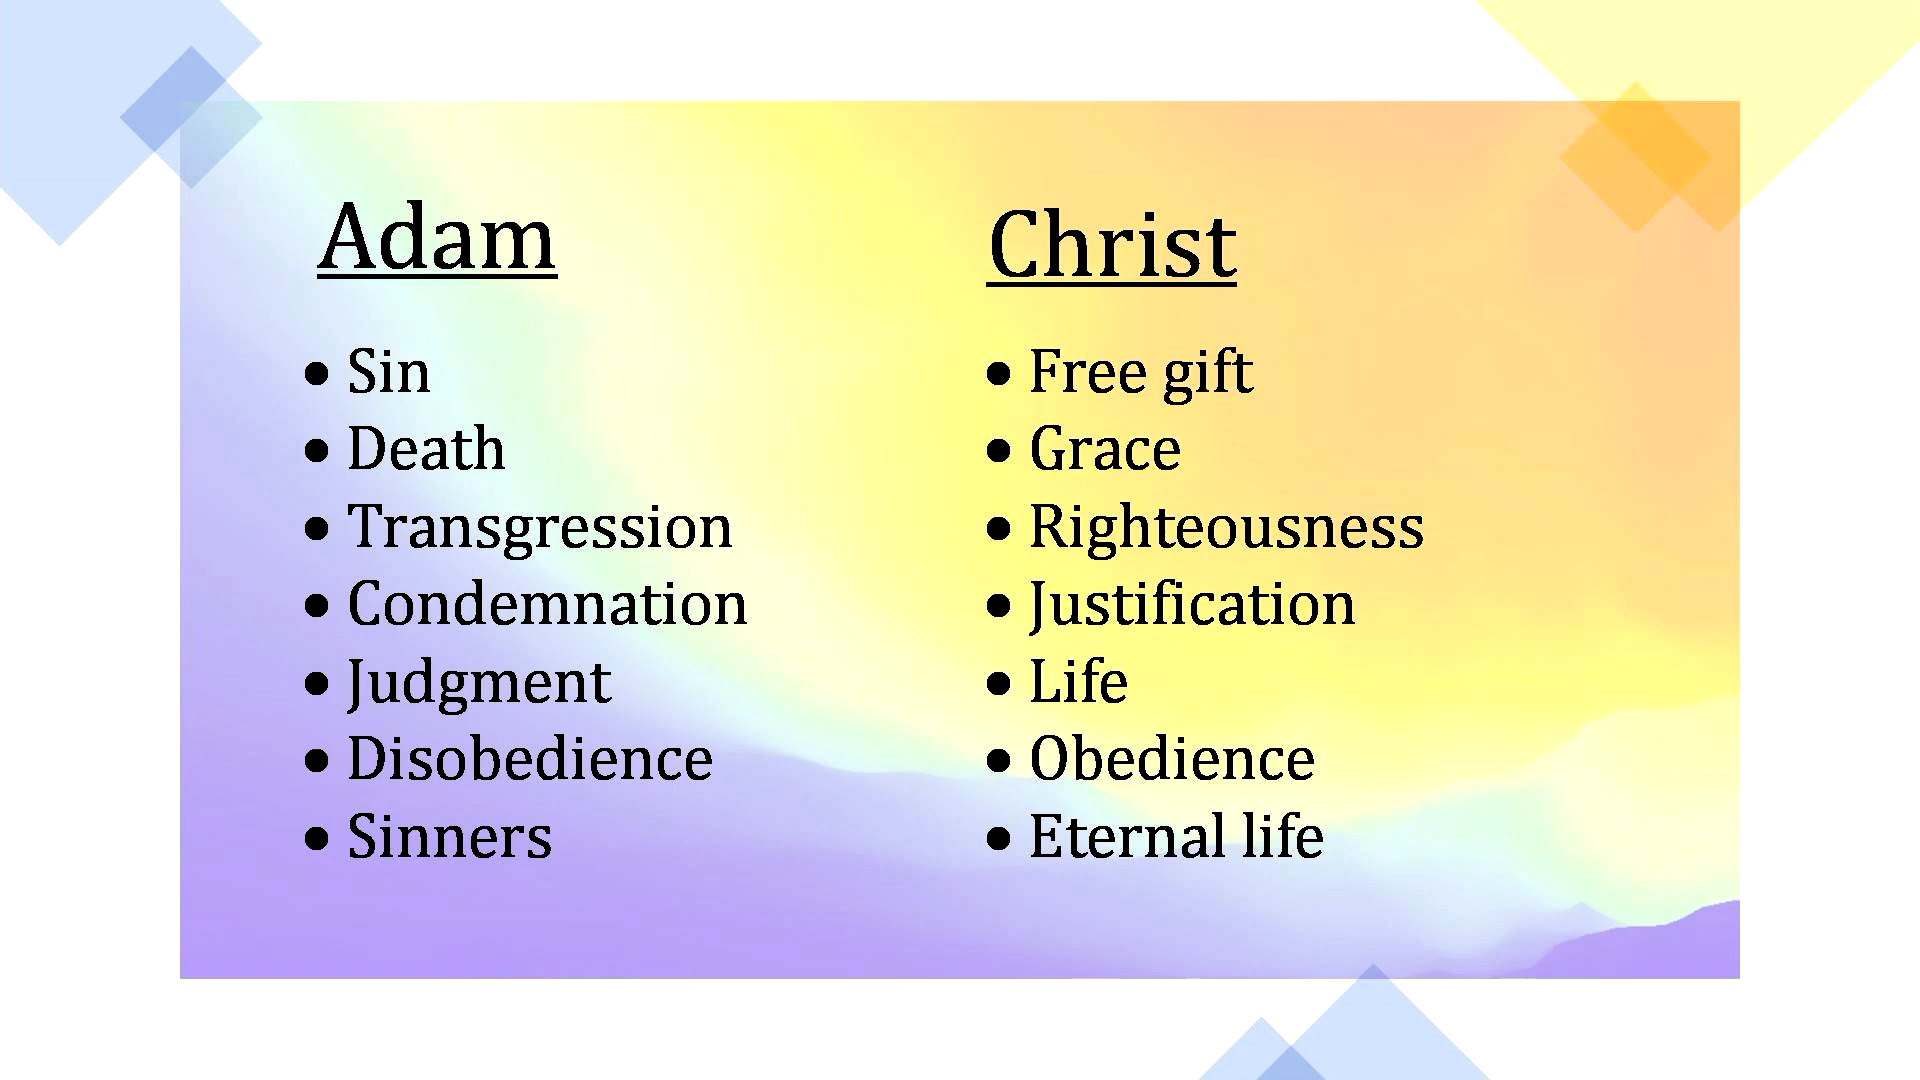 Adam
• Sin
• Death
• Transgression
• Condemnation
• Judgment
• Disobedience
• Sinners
Christ
• Free gift
• Grace
• Righteousness
• Justification
• Life
• Obedience
• Eternal life